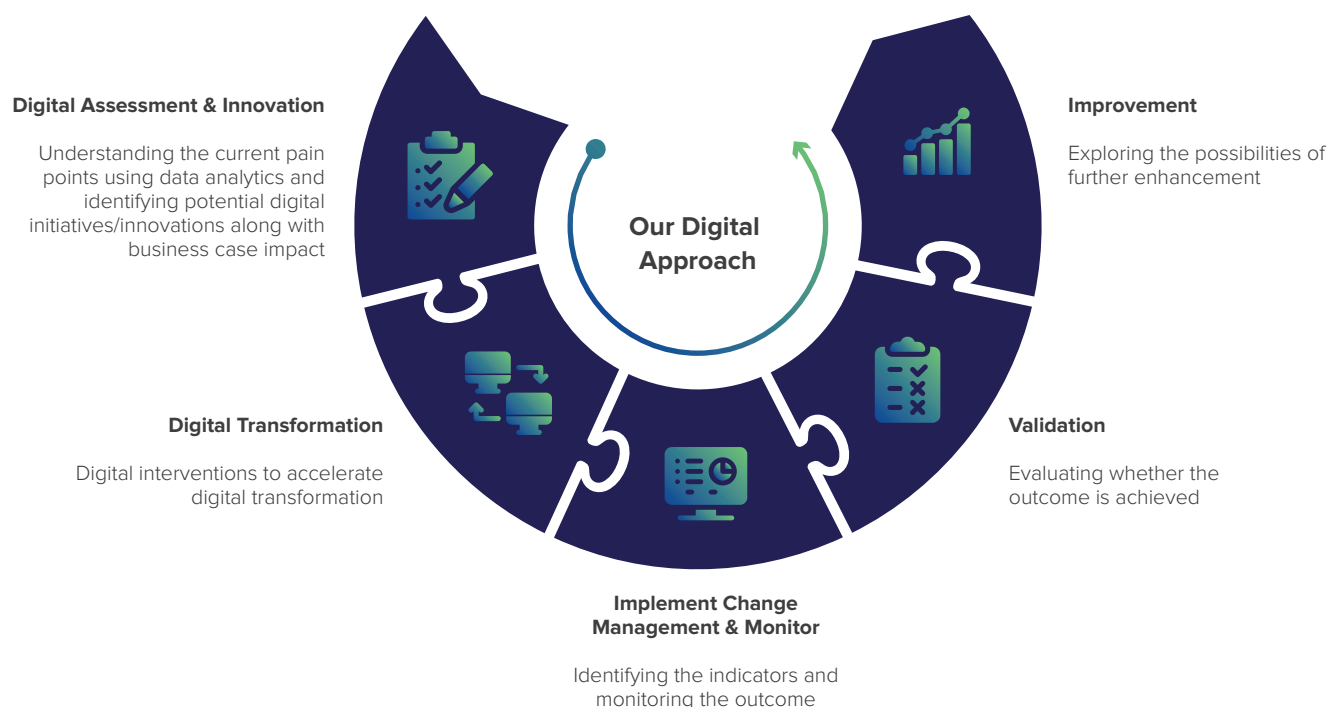 Digital Assessment & Innovation
Understanding the current pain
points using data analytics and
identifying potential digital
initiatives/innovations along with
business case impact
Digital Transformation
Digital interventions to accelerate
digital transformation
Implement Change
Management & Monitor
Identifying the indicators and
monitoring the outcome
Validation
Evaluating whether the
outcome is achieved
Improvement
Exploring the possibilities of
further enhancement
Our Digital
Approach